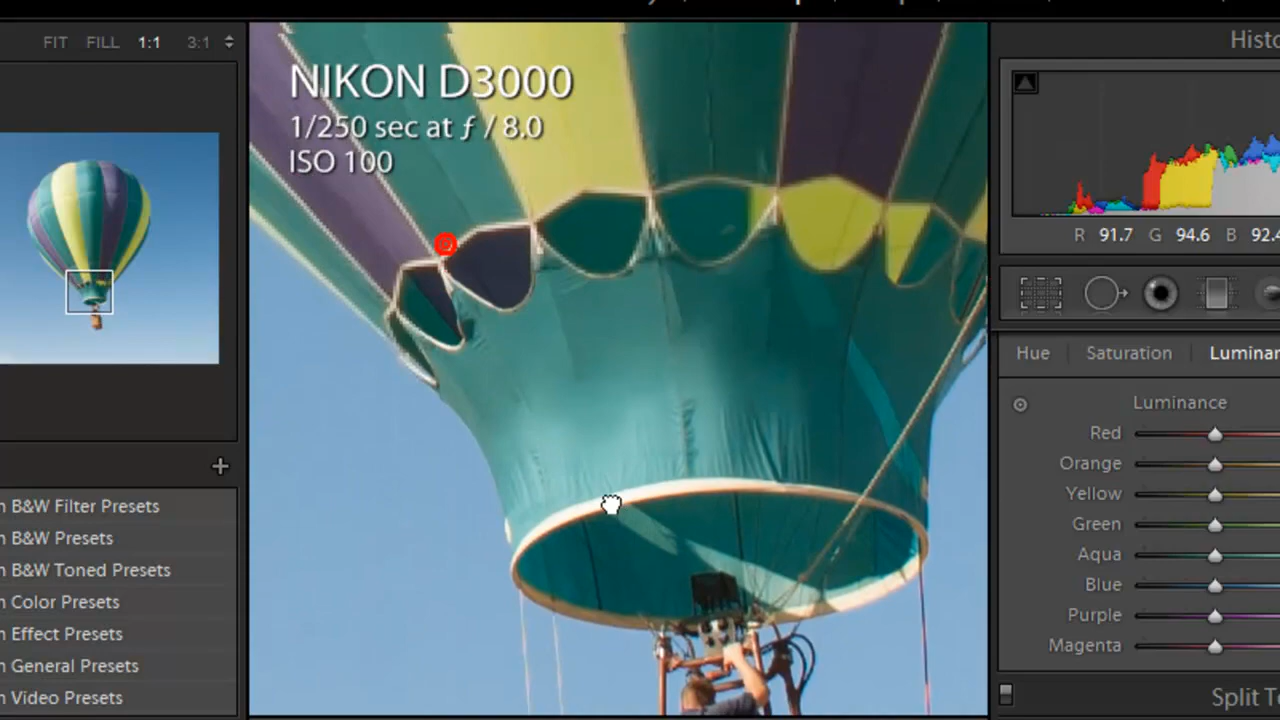 FIT FILL 1:1 3:1
NIKON D3000
1/250 sec at ƒ / 8.0
ISO 100
B&W Filter Presets
B&W Presets
B&W Toned Presets
Color Presets
Effect Presets
General Presets
Video Presets
R 91.7 G 94.6 B 92.4
Hue Saturation Luminan
Luminance
Red
Orange
Yellow
Green
Aqua
Blue
Purple
Magenta